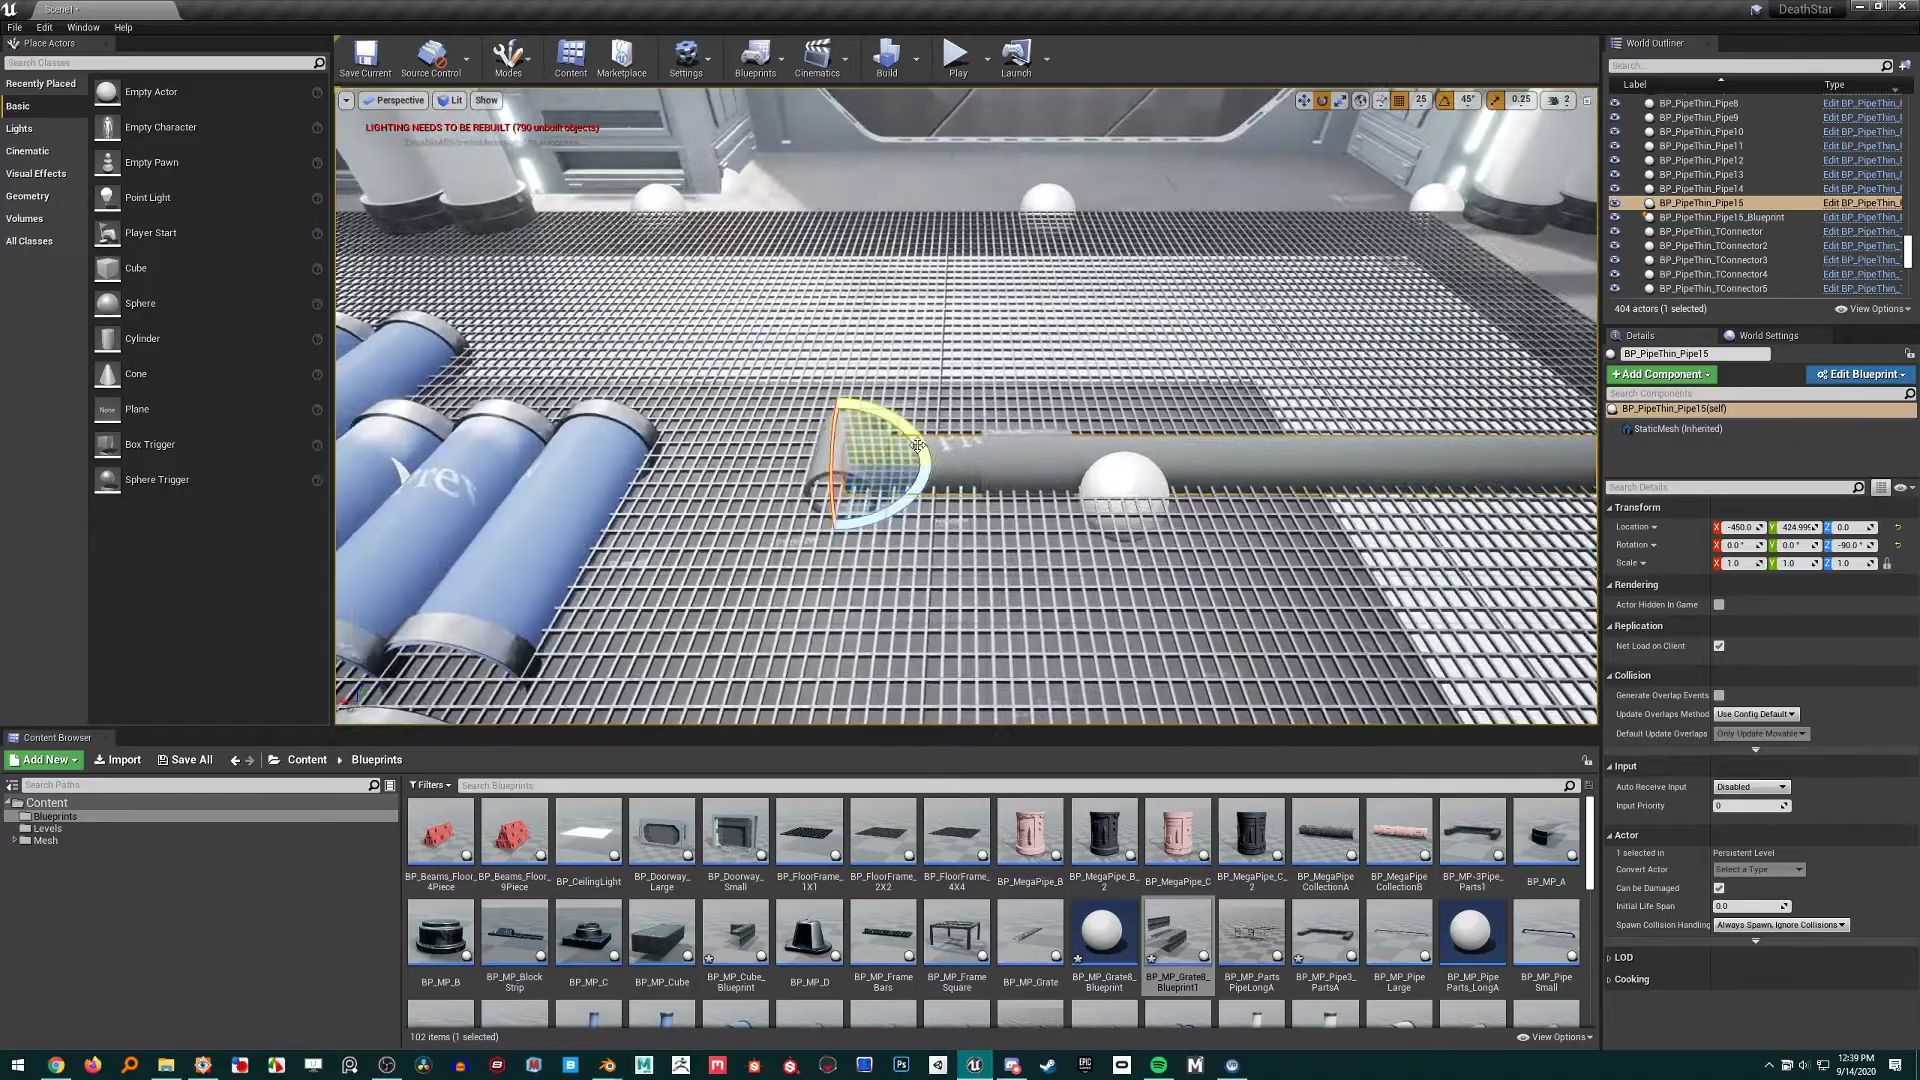 Scene1*
DeathStar
File Edit Window Help
Place Actors
Search Classes
Recently Placed
Basic
Lights
Cinematic
Visual Effects
Geometry
Volumes
All Classes
Empty Actor
Empty Character
Empty Pawn
Point Light
Player Start
Cube
Sphere
Cylinder
Cone
None
Plane
Box Trigger
Sphere Trigger
Save Current Source Control Modes Content Marketplace Settings Blueprints Cinematics Build Play Launch
Perspective Lit Show
25 45° 0.25 2
LIGHTING NEEDS TO BE REBUILT (790 unbuilt objects)
'DisableAllScreenMessages' to suppress
World Outliner
Search...
Label Type
BP_PipeThin_Pipe8 Edit BP_PipeThin_
BP_PipeThin_Pipe9 Edit BP_PipeThin_
BP_PipeThin_Pipe10 Edit BP_PipeThin_
BP_PipeThin_Pipe11 Edit BP_PipeThin_
BP_PipeThin_Pipe12 Edit BP_PipeThin_
BP_PipeThin_Pipe13 Edit BP_PipeThin_
BP_PipeThin_Pipe14 Edit BP_PipeThin_
BP_PipeThin_Pipe15 Edit BP_PipeThin_
BP_PipeThin_Pipe15_Blueprint Edit BP_PipeThin_
BP_PipeThin_TConnector Edit BP_PipeThin_
BP_PipeThin_TConnector2 Edit BP_PipeThin_
BP_PipeThin_TConnector3 Edit BP_PipeThin_
BP_PipeThin_TConnector4 Edit BP_PipeThin_
BP_PipeThin_TConnector5 Edit BP_PipeThin_
404 actors (1 selected) View Options
Details World Settings
BP_PipeThin_Pipe15
+Add Component Edit Blueprint
Search Components
BP_PipeThin_Pipe15(self)
StaticMesh (Inherited)
Search Details
Transform
Location X -450.0 Y 424.999 Z 0.0
Rotation X 0.0° Y 0.0° Z -90.0°
Scale X 1.0 Y 1.0 Z 1.0
Rendering
Actor Hidden In Game
Replication
Net Load on Client
Collision
Generate Overlap Events
Update Overlaps Method Use Config Default
Default Update Overlaps Only Update Movable
Input
Auto Receive Input Disabled
Input Priority 0
Actor
1 selected in Persistent Level
Convert Actor Select a Type
Can be Damaged
Initial Life Span 0.0
Spawn Collision Handling Always Spawn, Ignore Collisions
LOD
Cooking
Content Browser
Add New Import Save All Content Blueprints
Search Paths
Filters Search Blueprints
Content
Blueprints
Levels
Mesh
BP_Beams_Floor_4Piece
BP_Beams_Floor_9Piece
BP_CeilingLight
BP_Doorway_Large
BP_Doorway_Small
BP_FloorFrame_1X1
BP_FloorFrame_2X2
BP_FloorFrame_4X4
BP_MegaPipe_B
BP_MegaPipe_B_2
BP_MegaPipe_C
BP_MegaPipe_C_2
BP_MegaPipe CollectionA
BP_MegaPipe CollectionB
BP_MP-3Pipe_Parts1
BP_MP_A
BP_MP_B
BP_MP_Block Strip
BP_MP_C
BP_MP_Cube
BP_MP_Cube_Blueprint
BP_MP_D
BP_MP_Frame Bars
BP_MP_Frame Square
BP_MP_Grate
BP_MP_Grate8_Blueprint
BP_MP_Grate8_Blueprint1
BP_MP_Parts PipeLongA
BP_MP_Pipe3_PartsA
BP_MP_Pipe Large
BP_MP_Pipe Parts_LongA
BP_MP_Pipe Small
102 items (1 selected) View Options
Ps
12:39 PM
9/14/2020